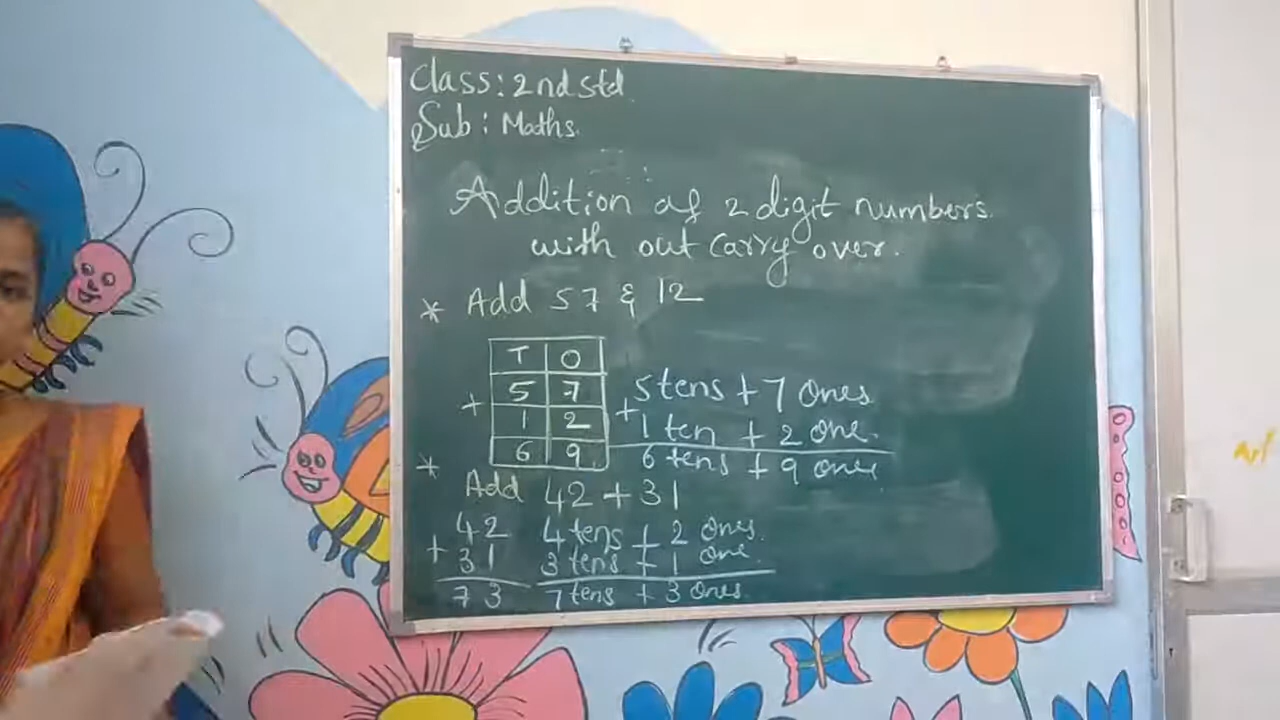 Class: 2nd std
Sub: Maths.
Addition of 2 digit numbers
with out carry over.
* Add 57 & 12
T O
5 7 5 tens + 7 Ones
+ 1 2 + 1 ten + 2 One.
6 9 6 tens + 9 ones
* Add 42 + 31
42 4 tens + 2 Ones.
+ 31 3 tens + 1 One
73 7 tens + 3 Ones.